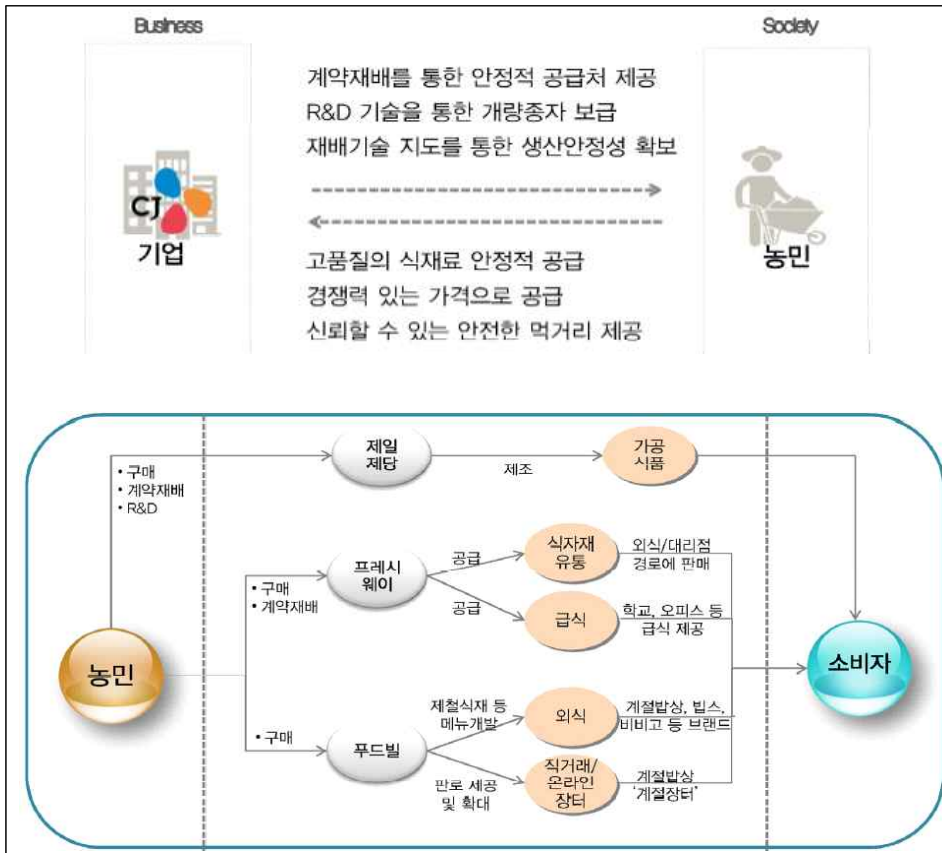 Business
Society
계약재배를 통한 안정적 공급처 제공
R&D 기술을 통한 개량종자 보급
재배기술 지도를 통한 생산안정성 확보
CJ
기업
농민
고품질의 식재료 안정적 공급
경쟁력 있는 가격으로 공급
신뢰할 수 있는 안전한 먹거리 제공
• 구매
• 계약재배
• R&D
제일
제당
제조
가공
식품
• 구매
• 계약재배
프레시
웨이
공급
식자재
유통
외식/대리점
경로에 판매
공급
급식
학교, 오피스 등
급식 제공
농민
소비자
• 구매
푸드빌
제철식재 등
메뉴개발
외식
계절밥상, 빕스,
비비고 등 브랜드
판로 세공
및 확대
직거래/
온라인
장터
계절밥상
'계절장터'